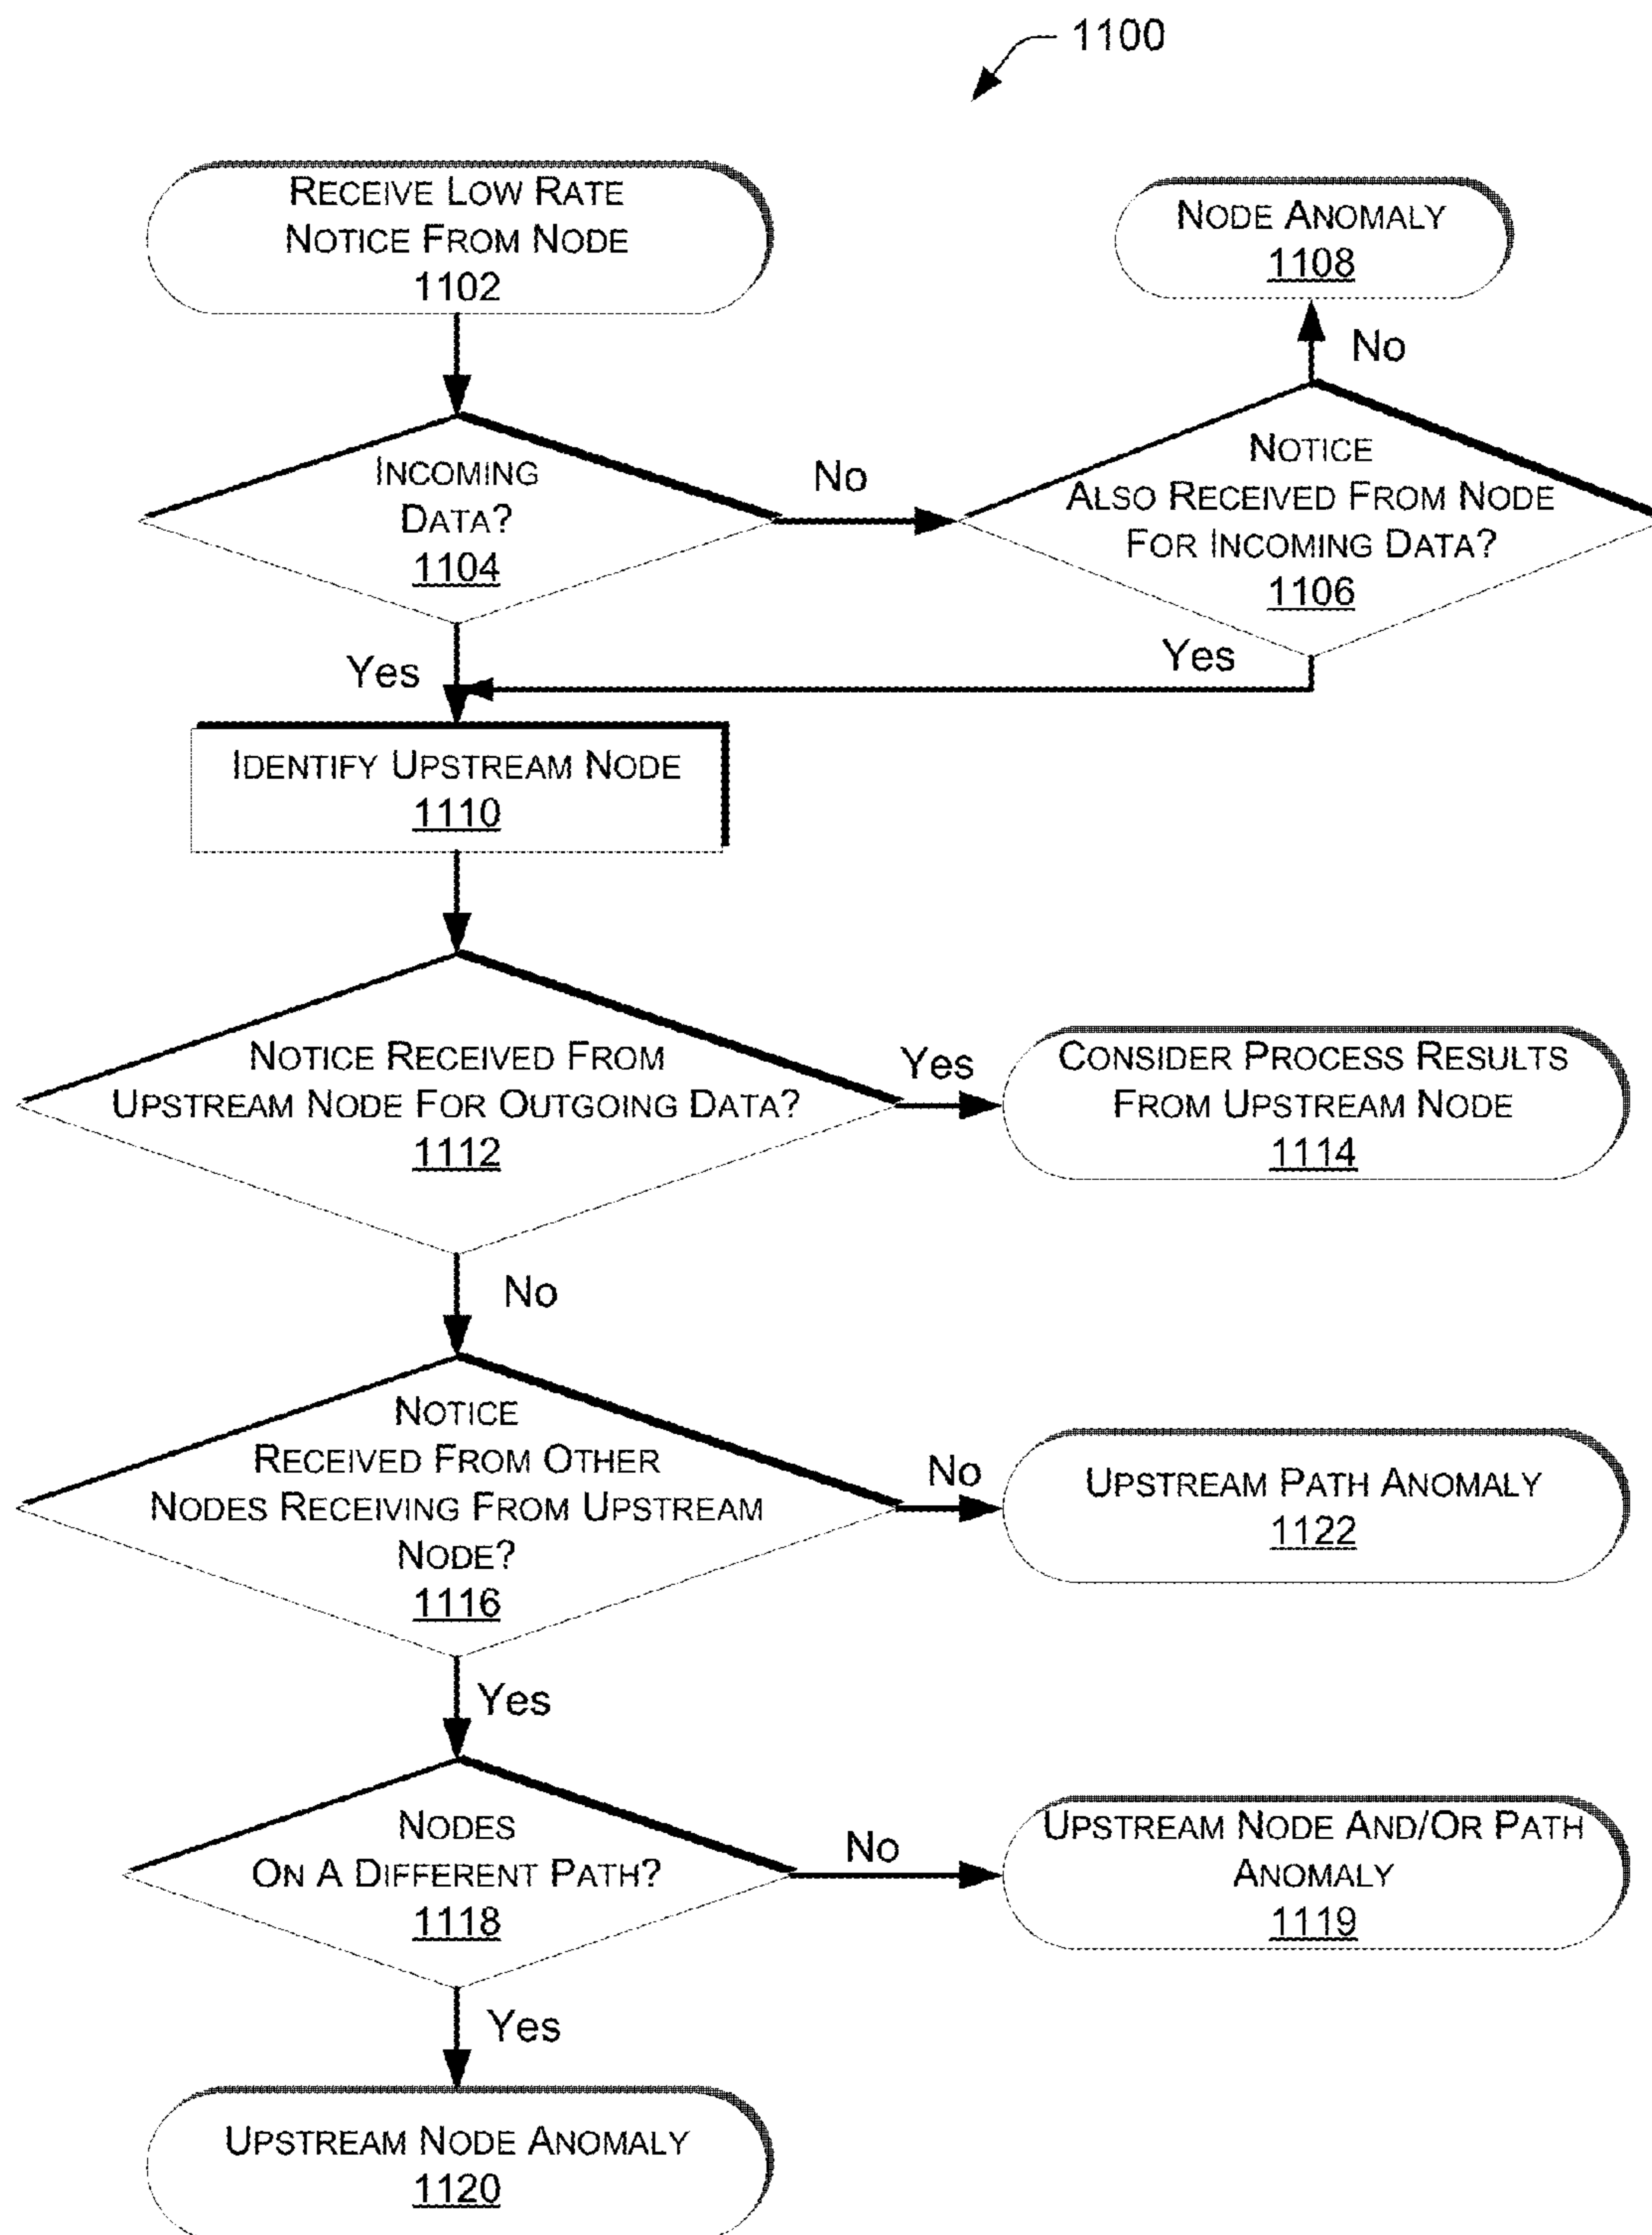 1100
RECEIVE LOW RATE
NOTICE FROM NODE
1102
NODE ANOMALY
1108
No
INCOMING
DATA?
1104
No
NOTICE
ALSO RECEIVED FROM NODE
FOR INCOMING DATA?
1106
Yes
Yes
IDENTIFY UPSTREAM NODE
1110
NOTICE RECEIVED FROM
UPSTREAM NODE FOR OUTGOING DATA?
1112
Yes
CONSIDER PROCESS RESULTS
FROM UPSTREAM NODE
1114
No
NOTICE
RECEIVED FROM OTHER
NODES RECEIVING FROM UPSTREAM
NODE?
1116
No
UPSTREAM PATH ANOMALY
1122
Yes
NODES
ON A DIFFERENT PATH?
1118
No
UPSTREAM NODE AND/OR PATH
ANOMALY
1119
Yes
UPSTREAM NODE ANOMALY
1120